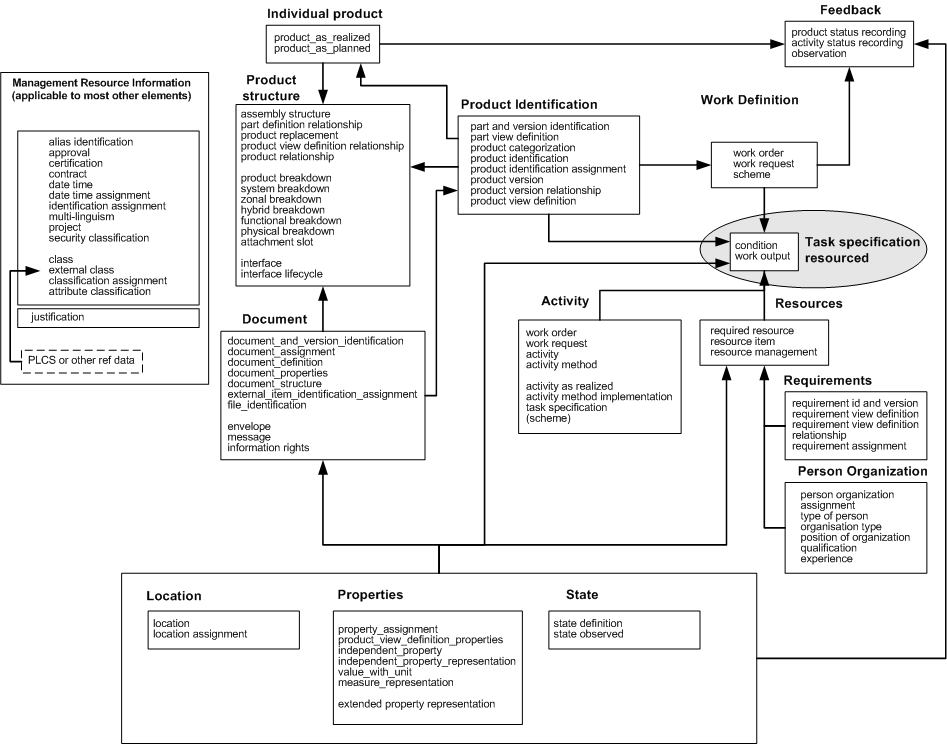 Individual product
product_as_realized
product_as_planned
Feedback
product status recording
activity status recording
observation
Management Resource Information
(applicable to most other elements)
alias identification
approval
certification
contract
date time
date time assignment
identification assignment
multi-linguism
project
security classification
class
external class
classification assignment
attribute classification
justification
PLCS or other ref data
Product
structure
assembly structure
part definition relationship
product replacement
product view definition relationship
product relationship
product breakdown
system breakdown
zonal breakdown
hybrid breakdown
functional breakdown
physical breakdown
attachment slot
interface
interface lifecycle
Product Identification
part and version identification
part view definition
product categorization
product identification
product identification assignment
product version
product version relationship
product view definition
Work Definition
work order
work request
scheme
condition
work output
Task specification
resourced
Document
document_and_version_identification
document_assignment
document_definition
document_properties
document_structure
external_item_identification_assignment
file_identification
envelope
message
information rights
Activity
work order
work request
activity
activity method
activity as realized
activity method implementation
task specification
(scheme)
Resources
required resource
resource item
resource management
Requirements
requirement id and version
requirement view definition
requirement view definition
relationship
requirement assignment
Person Organization
person organization
assignment
type of person
organisation type
position of organization
qualification
experience
Location
location
location assignment
Properties
property_assignment
product_view_definition_properties
independent_property
independent_property_representation
value_with_unit
measure_representation
extended property representation
State
state definition
state observed